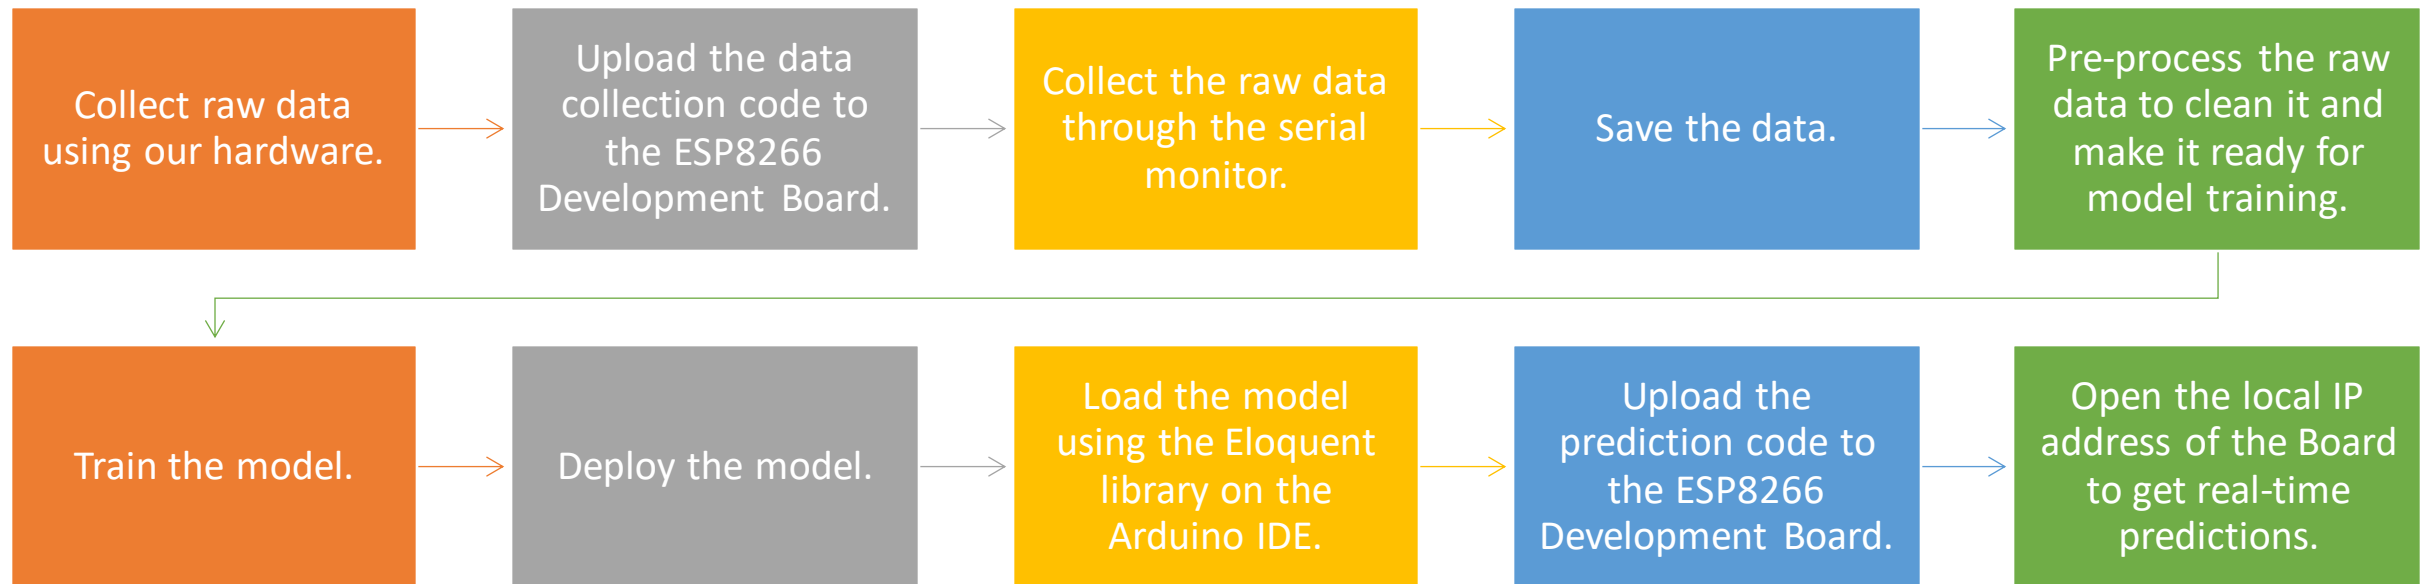 Collect raw data
using our hardware.
Upload the data
collection code to
the ESP8266
Development Board.
Collect the raw data
through the serial
monitor.
Save the data.
Pre-process the raw
data to clean it and
make it ready for
model training.
Train the model.
Deploy the model.
Load the model
using the Eloquent
library on the
Arduino IDE.
Upload the
prediction code to
the ESP8266
Development Board.
Open the local IP
address of the Board
to get real-time
predictions.